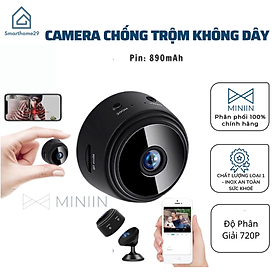 Smarthome29
CAMERA CHỐNG TRỘM KHÔNG DÂY
Pin: 890mAh
MINIIN
Phân phối 100%
chính hãng
CHẤT LƯỢNG LOẠI 1
- INOX AN TOÀN
SỨC KHOẺ
MINIIN
Độ Phân
Giải 720P